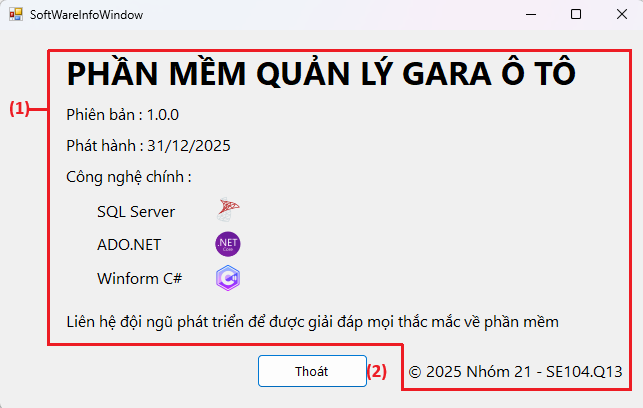 SoftWareInfoWindow
PHẦN MỀM QUẢN LÝ GARA Ô TÔ
(1)
Phiên bản : 1.0.0
Phát hành : 31/12/2025
Công nghệ chính :
SQL Server
ADO.NET
.NET
Core
Winform C#
C
Liên hệ đội ngũ phát triển để được giải đáp mọi thắc mắc về phần mềm
Thoát
(2)
© 2025 Nhóm 21 - SE104.Q13